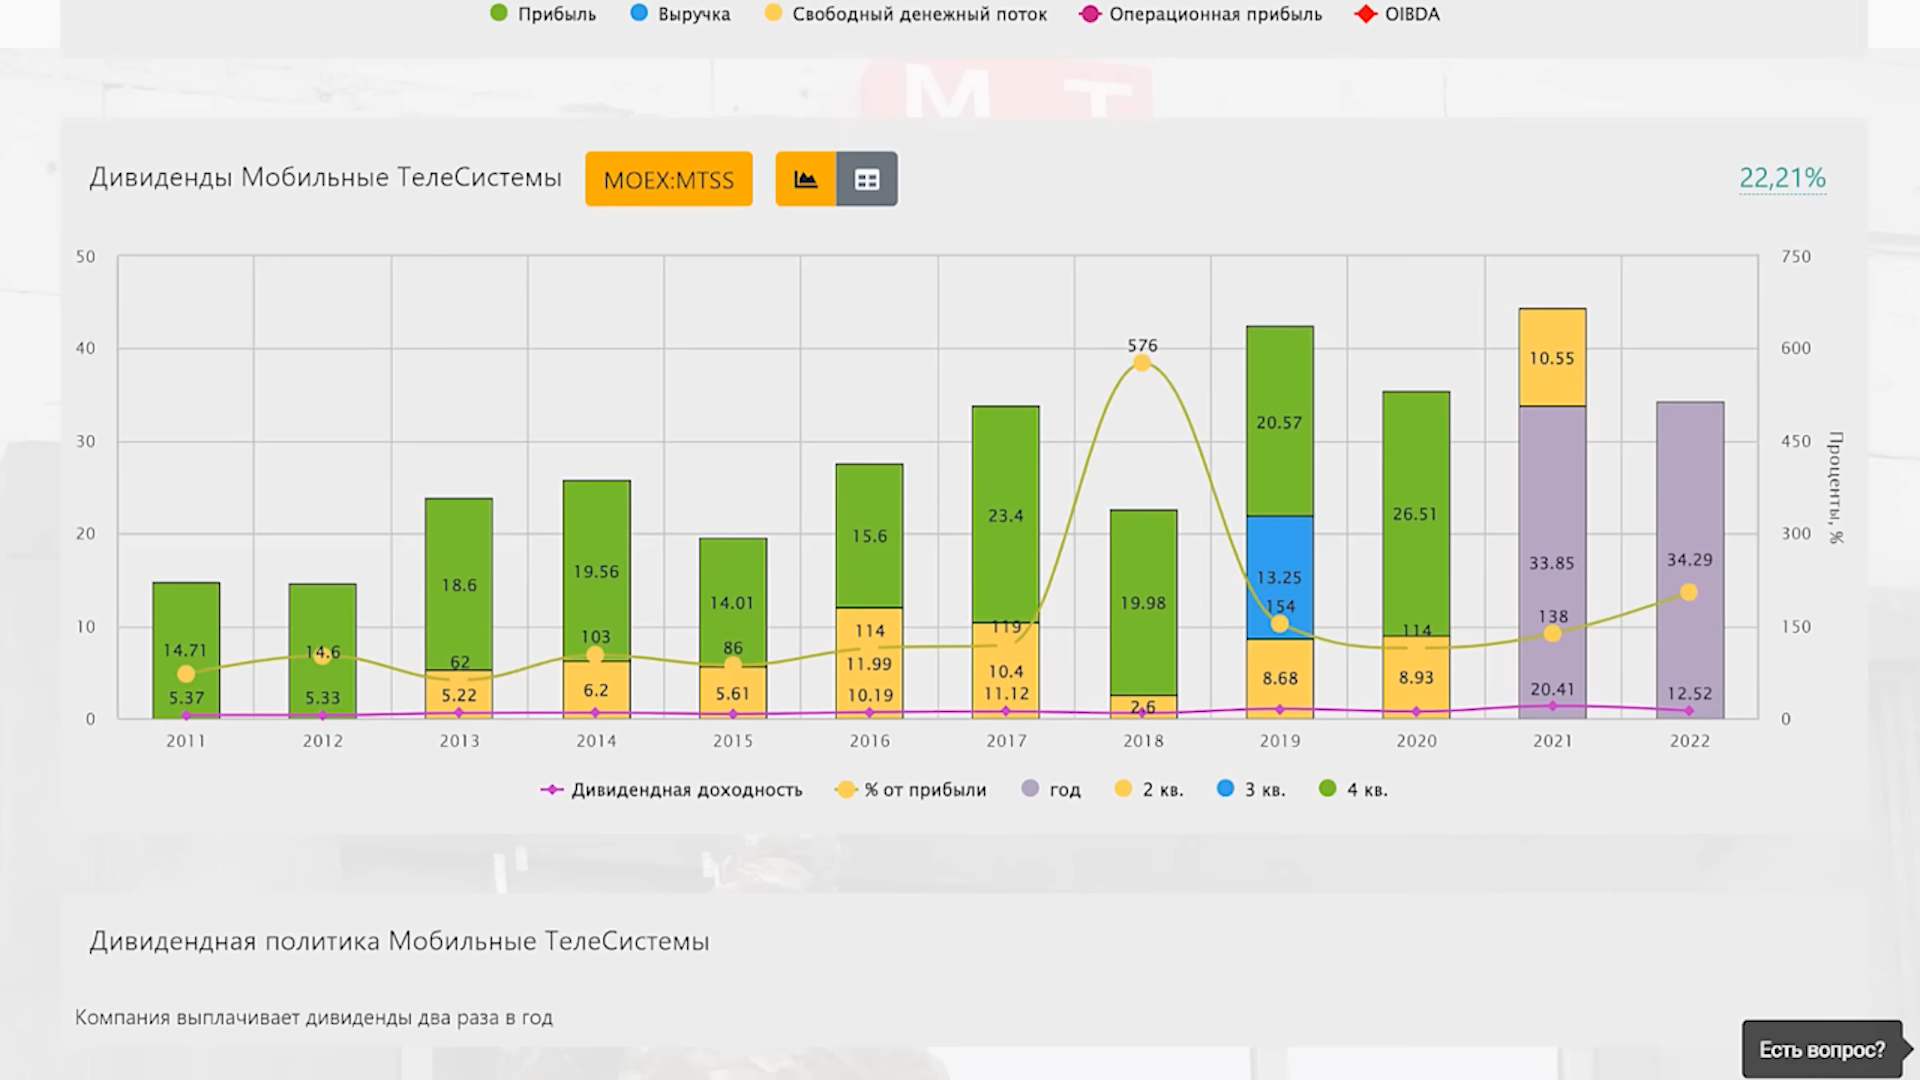 Прибыль Выручка Свободный денежный поток Операционная прибыль OIBDA
М Т
Дивиденды Мобильные ТелеСистемы MOEX:MTSS 22,21%
50 750
576
40 10.55 600
20.57
30 450
23.4 26.51
15.6
20 300
Проценты, %
19.56 13.25 33.85 34.29
18.6 14.01 19.98 154
10 103 114 119 114 138 150
14.71 14.6 62 86 11.99 10.4 8.68 8.93
5.37 5.33 5.22 6.2 5.61 10.19 11.12 2.6 20.41 12.52
0 0
2011 2012 2013 2014 2015 2016 2017 2018 2019 2020 2021 2022
Дивидендная доходность % от прибыли год 2 кв. 3 кв. 4 кв.
Дивидендная политика Мобильные ТелеСистемы
Компания выплачивает дивиденды два раза в год
Есть вопрос?